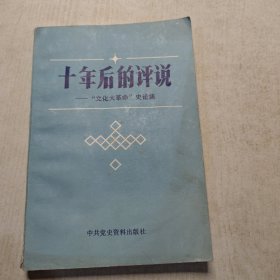 十年后的评说
——“文化大革命”史论集
中共党史资料出版社